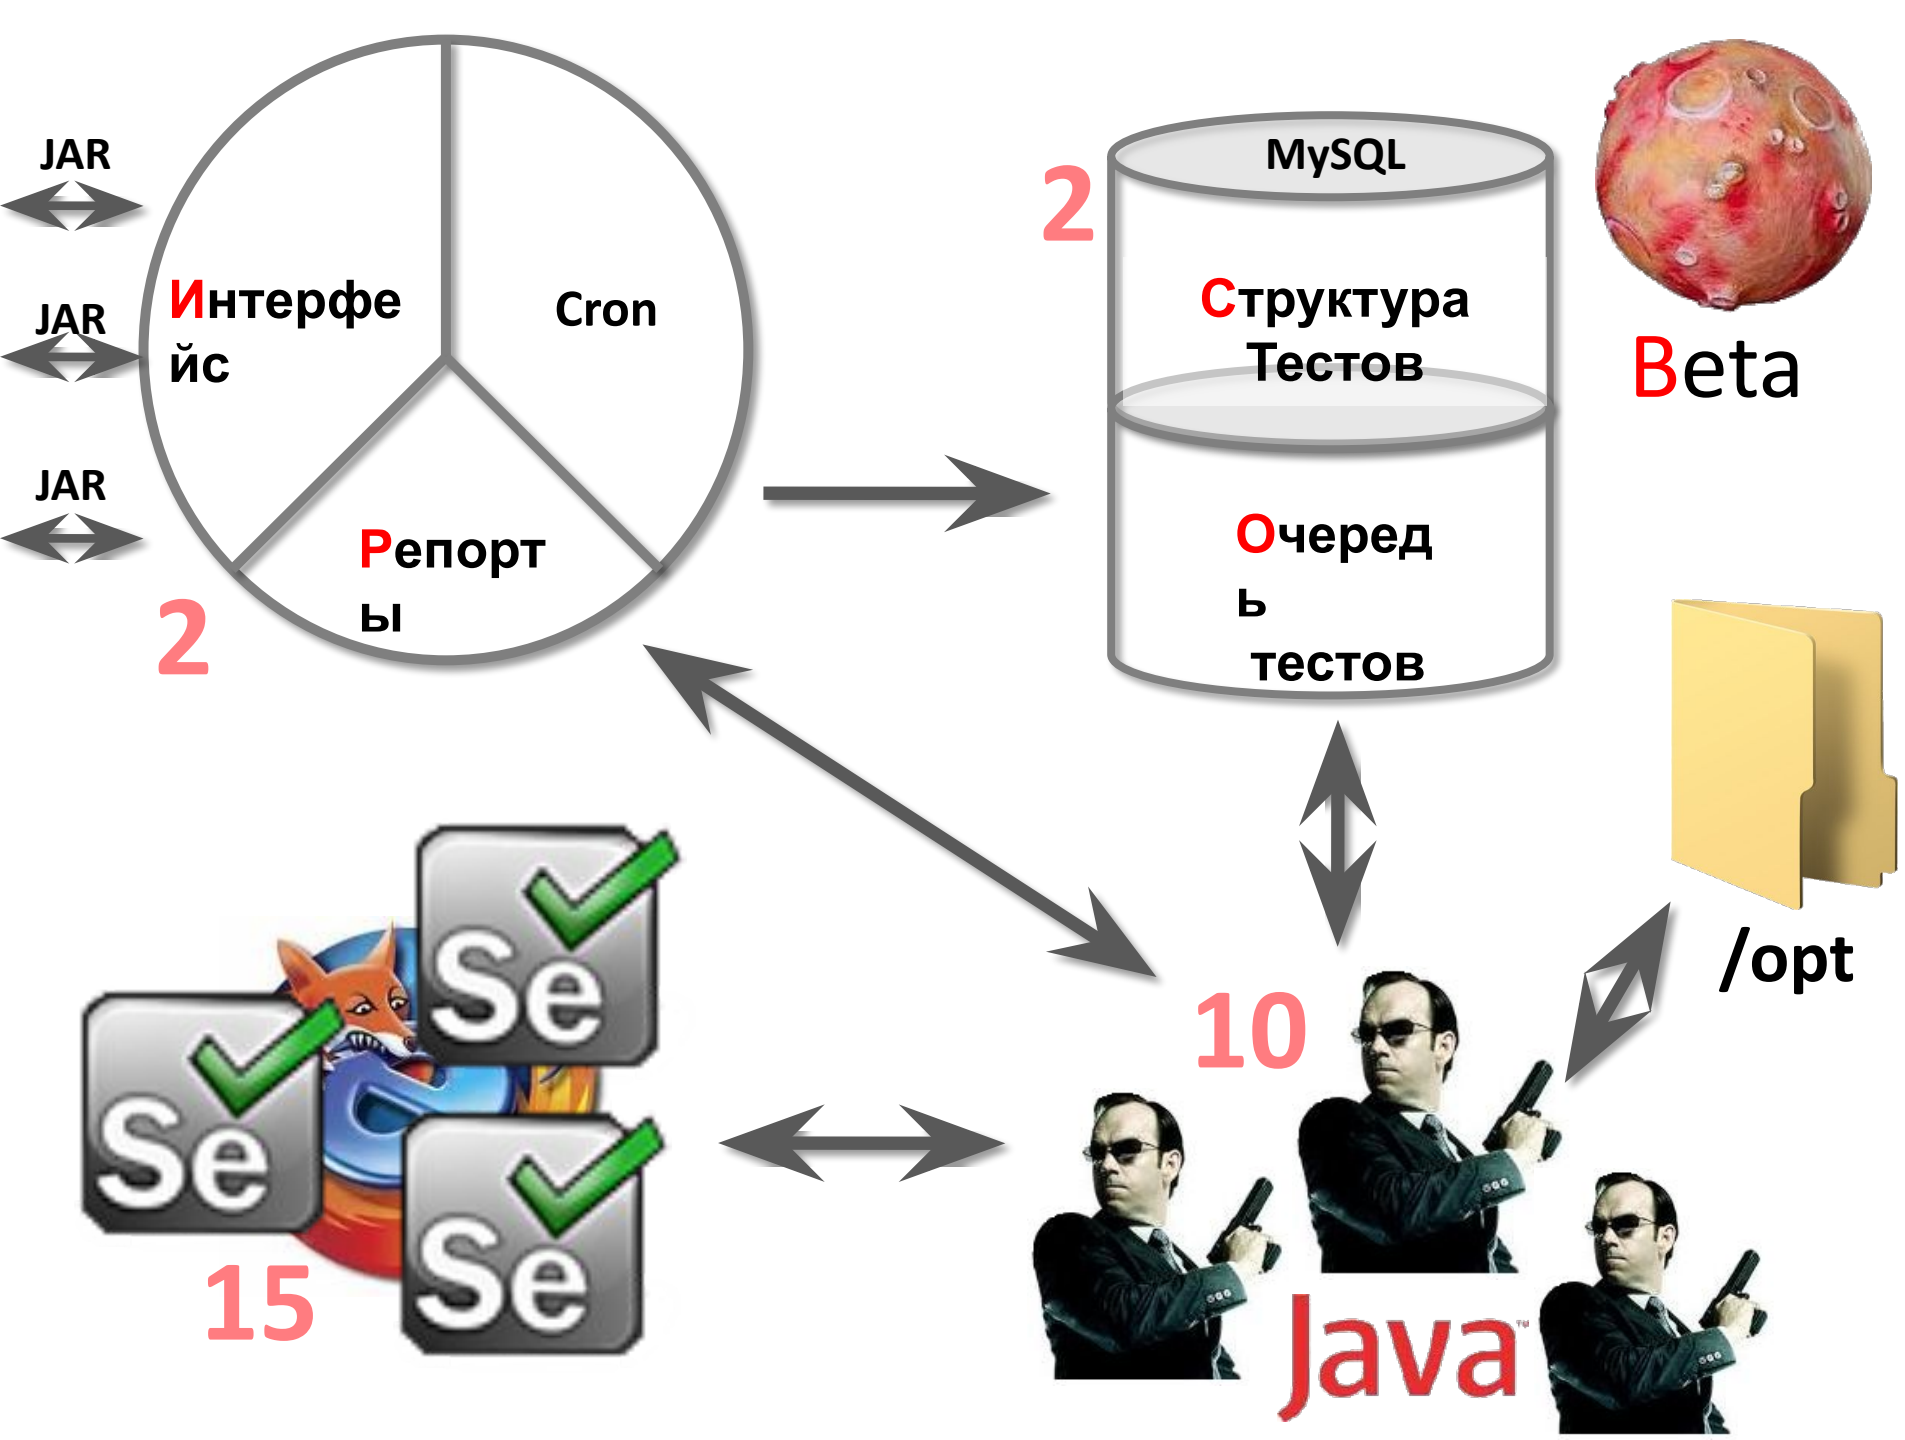 JAR
JAR
JAR
Интерфе
йс
Cron
Репорт
ы
2
MySQL
2
Структура
Тестов
Очеред
ь
тестов
Beta
/opt
Se
Se
Se
15
10
Java™